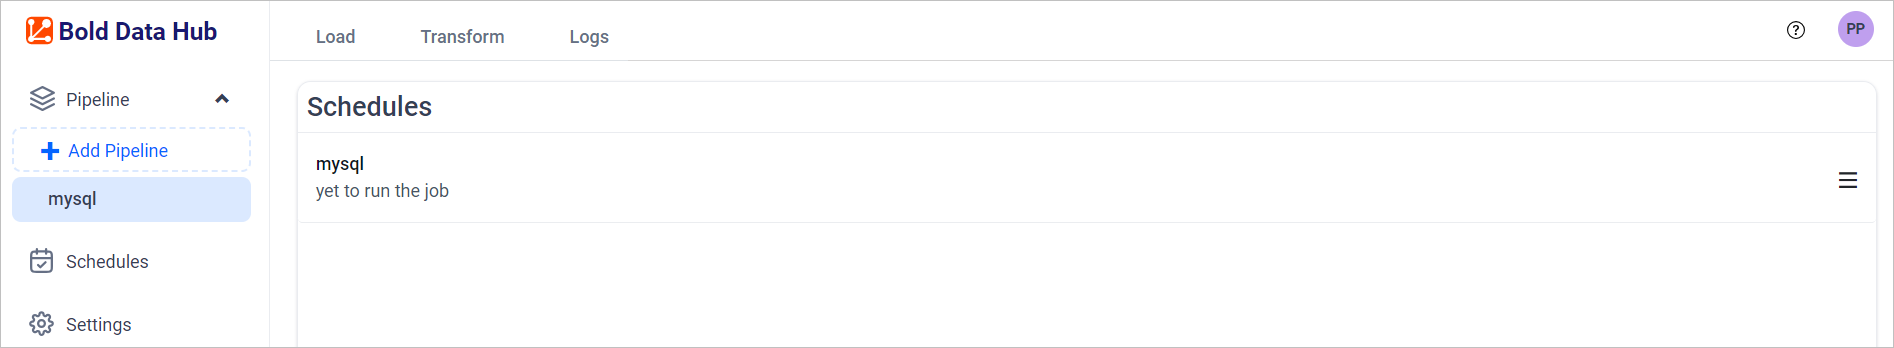 Bold Data Hub
Load
Transform
Logs
?
PP
Pipeline
Add Pipeline
mysql
Schedules
Settings
Schedules
mysql
yet to run the job